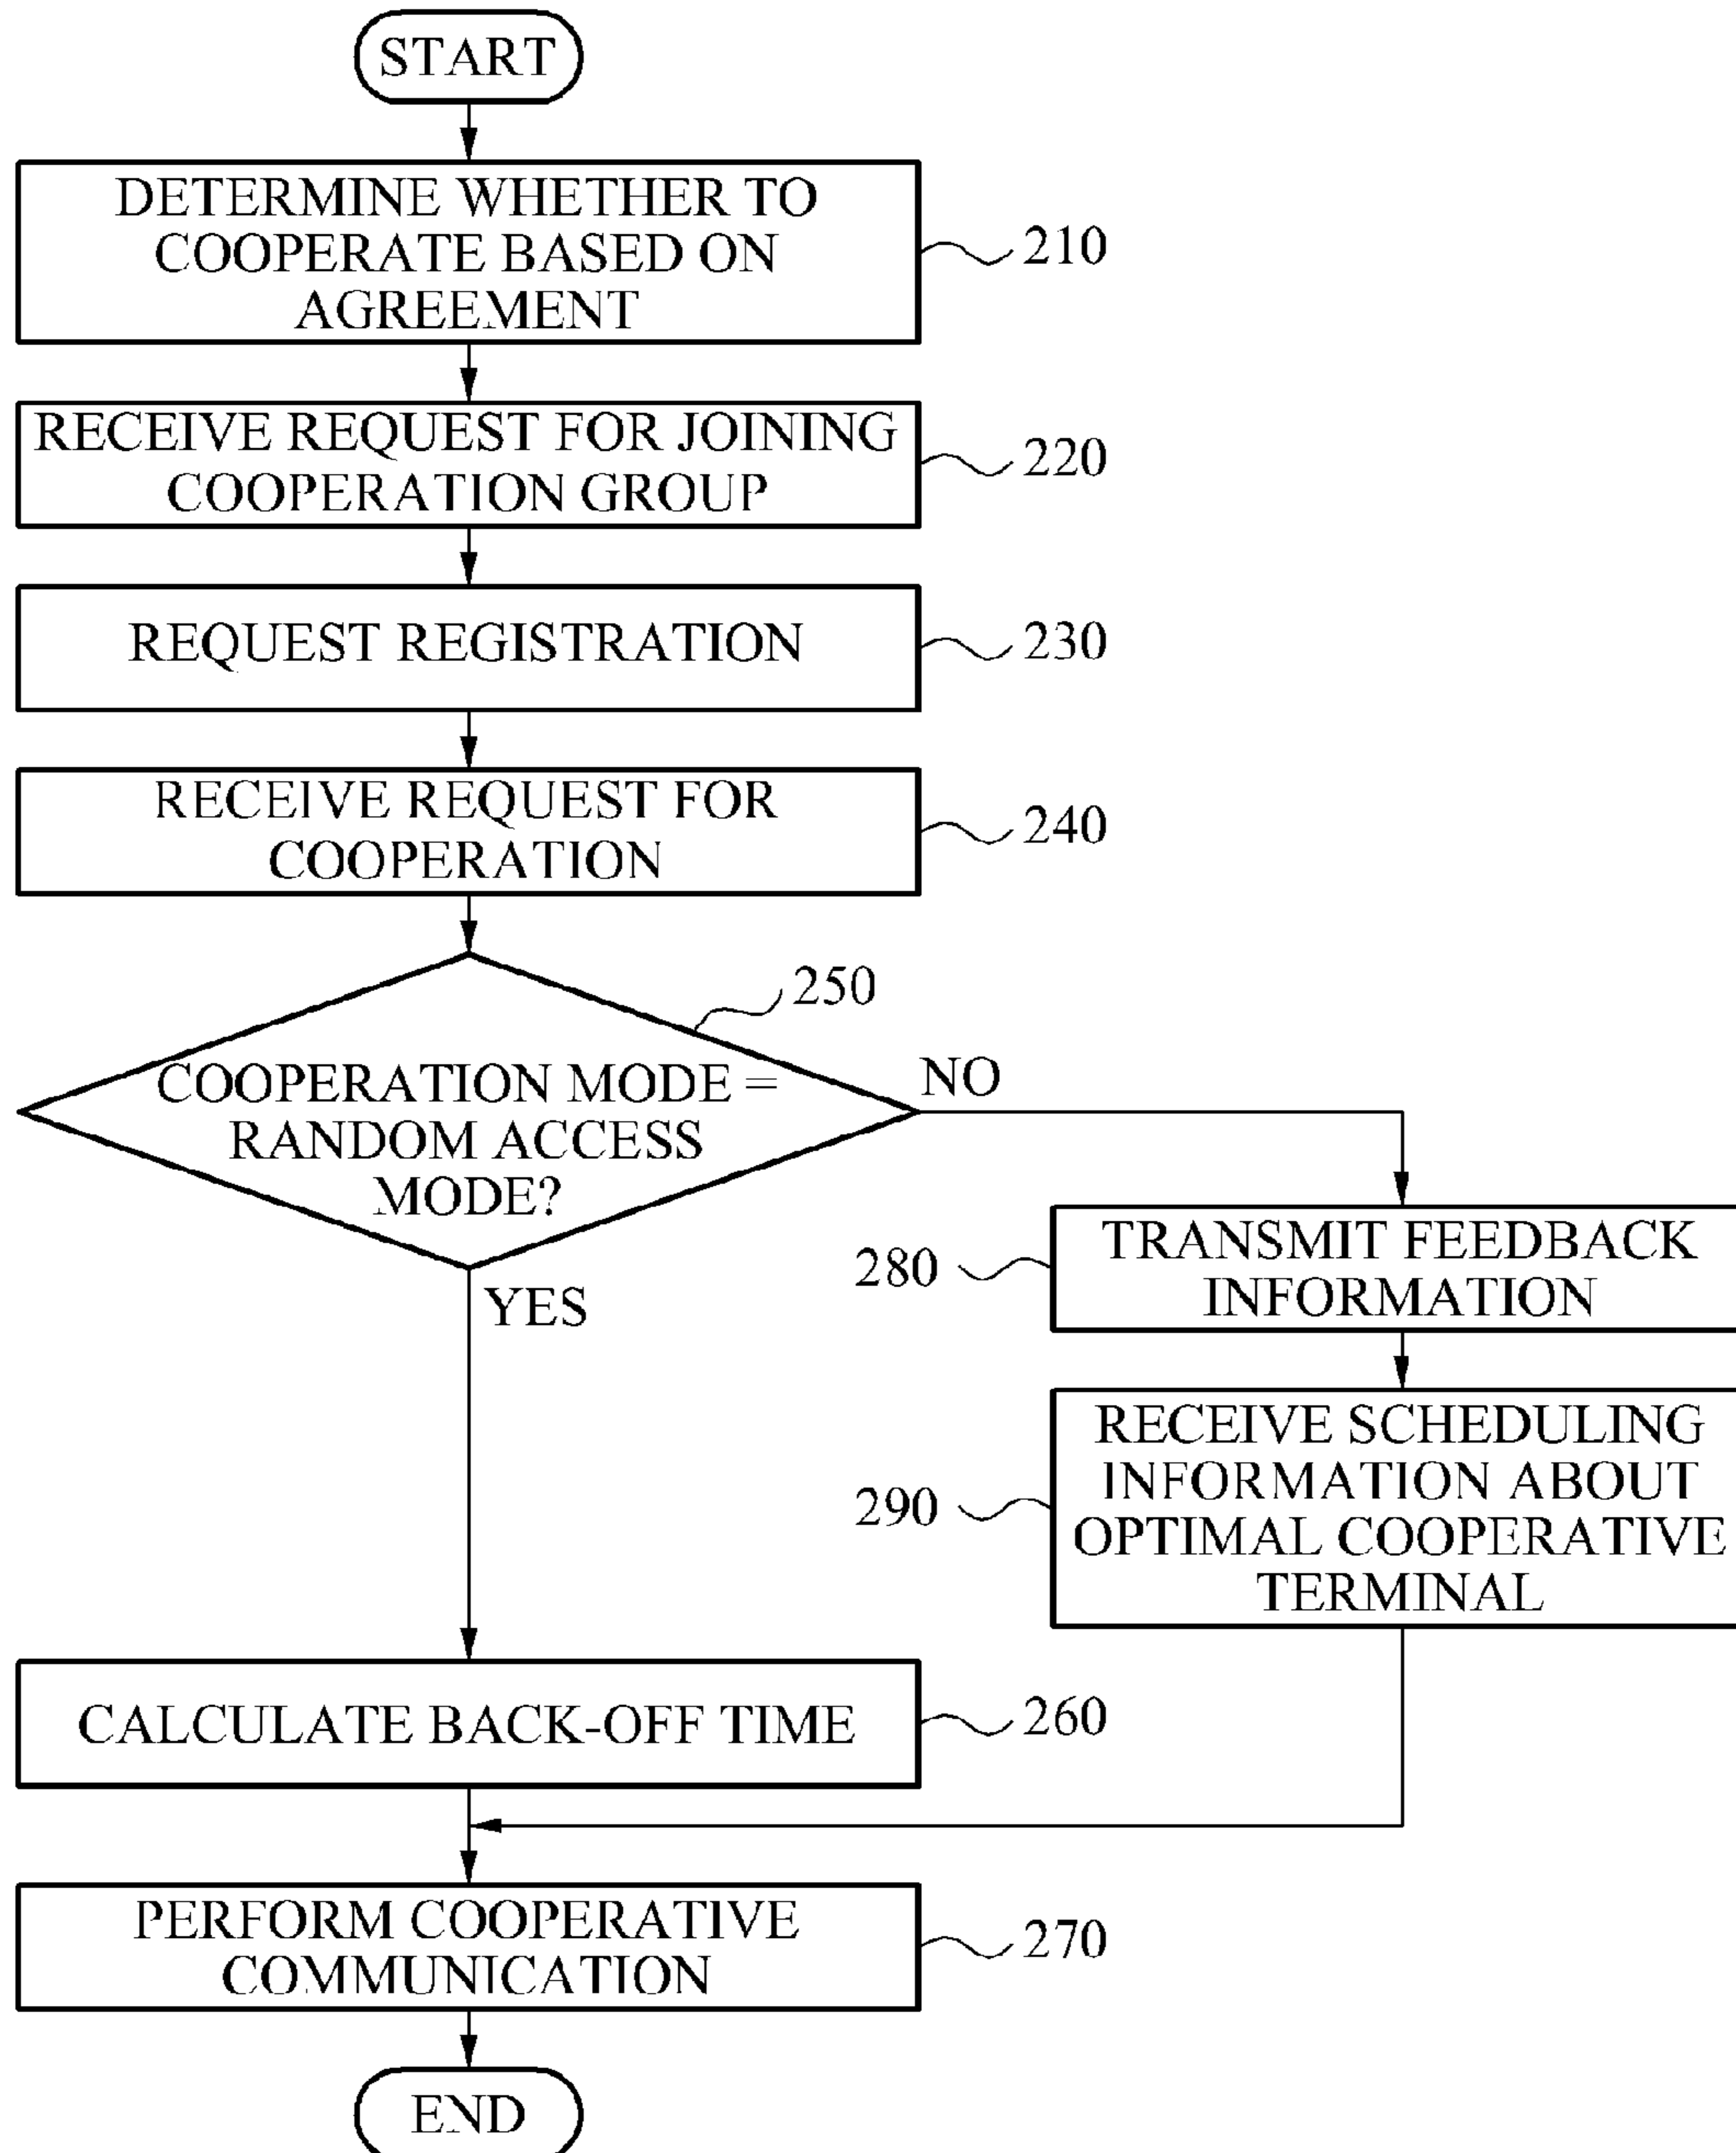 START
DETERMINE WHETHER TO
COOPERATE BASED ON
AGREEMENT
210
RECEIVE REQUEST FOR JOINING
COOPERATION GROUP
220
REQUEST REGISTRATION
230
RECEIVE REQUEST FOR
COOPERATION
240
250
COOPERATION MODE =
RANDOM ACCESS
MODE?
NO
YES
280
TRANSMIT FEEDBACK
INFORMATION
290
RECEIVE SCHEDULING
INFORMATION ABOUT
OPTIMAL COOPERATIVE
TERMINAL
CALCULATE BACK-OFF TIME
260
PERFORM COOPERATIVE
COMMUNICATION
270
END